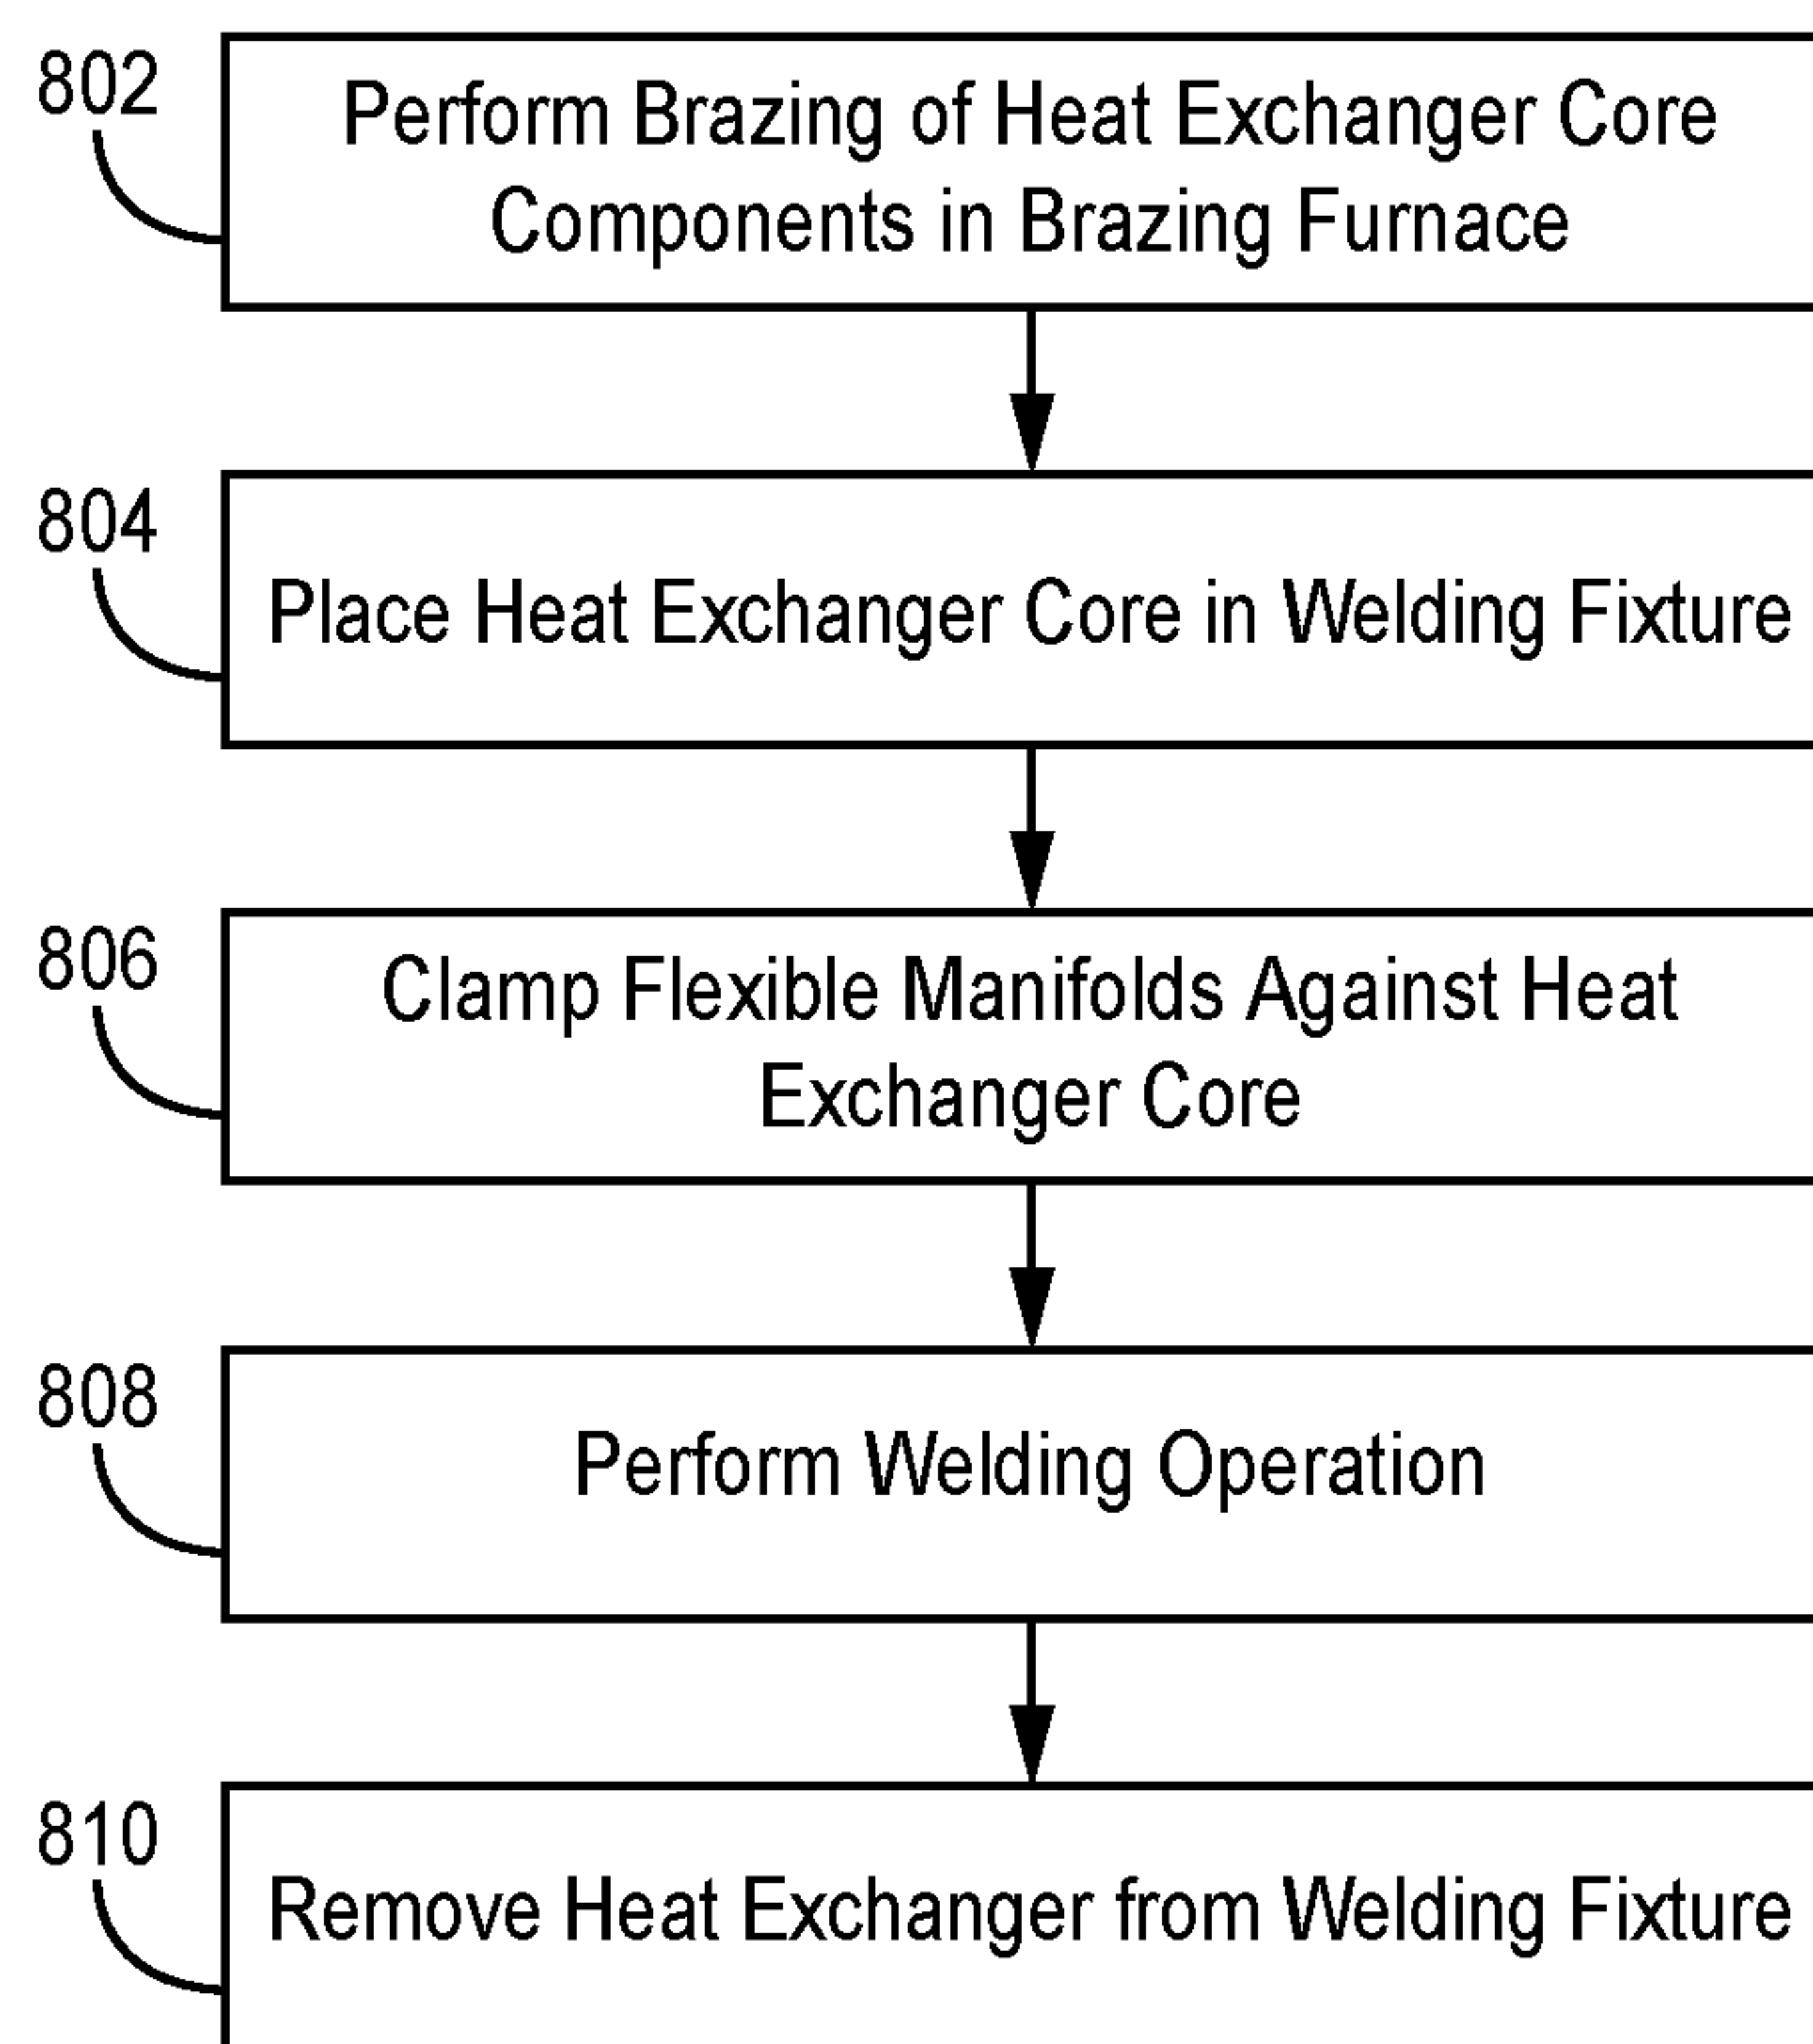 802
Perform Brazing of Heat Exchanger Core
Components in Brazing Furnace
804
Place Heat Exchanger Core in Welding Fixture
806
Clamp Flexible Manifolds Against Heat
Exchanger Core
808
Perform Welding Operation
810
Remove Heat Exchanger from Welding Fixture